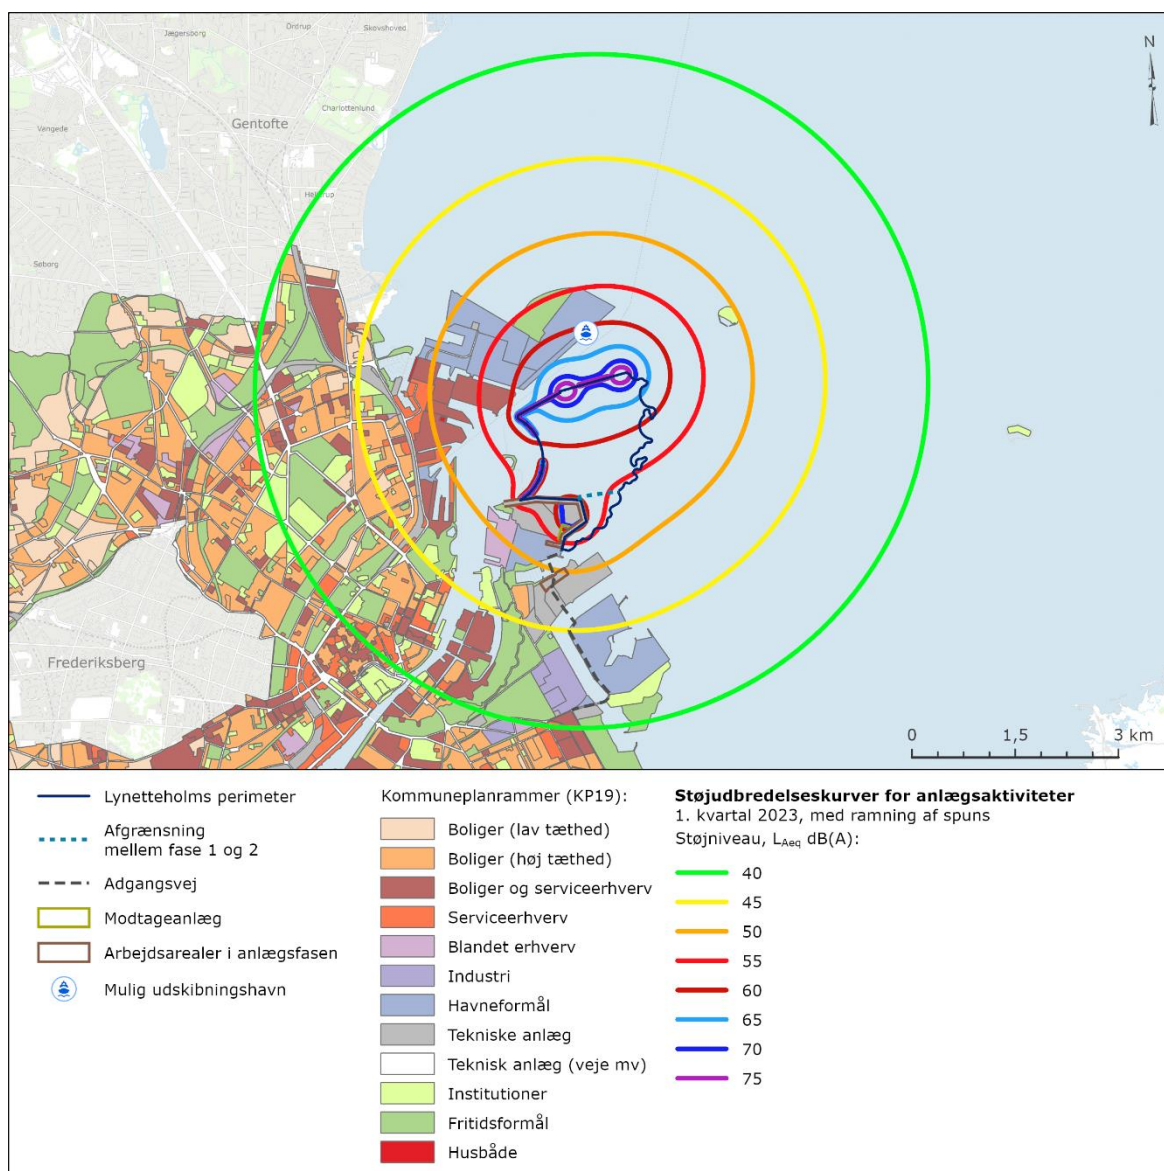 Jægersborg
Ordrup
Skovshoved
Charlottenlund
Vangede
Gentofte
Hellerup
Søborg
Frederiksberg
N
0 1,5 3 km
Lynetteholms perimeter
Afgrænsning
mellem fase 1 og 2
Adgangsvej
Modtageanlæg
Arbejdsarealer i anlægsfasen
Mulig udskibningshavn
Kommuneplanrammer (KP19):
Boliger (lav tæthed)
Boliger (høj tæthed)
Boliger og serviceerhverv
Serviceerhverv
Blandet erhverv
Industri
Havneformål
Tekniske anlæg
Teknisk anlæg (veje mv)
Institutioner
Fritidsformål
Husbåde
Støjudbredelseskurver for anlægsaktiviteter
1. kvartal 2023, med ramning af spuns
Støjniveau, LAeq dB(A):
40
45
50
55
60
65
70
75